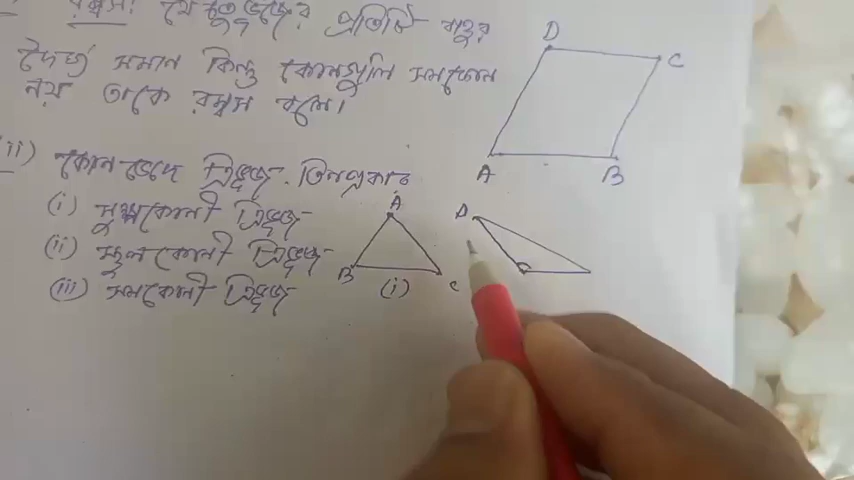 রম্বস: যে চতুর্ভুজের প্রতিটি বাহুর
দৈর্ঘ্য সমান কিন্তু কোনগুলি সমকোন
নয় তাকে রম্বস বলে।
D
C
A
B
ii) কোনভেদে ত্রিভুজ তিনপ্রকার
(i) সূক্ষ্মকোনী ত্রিভুজ
(ii) স্থূলকোনী ত্রিভুজ
(iii) সমকোনী ত্রিভুজ
A
B
C
(i)
A